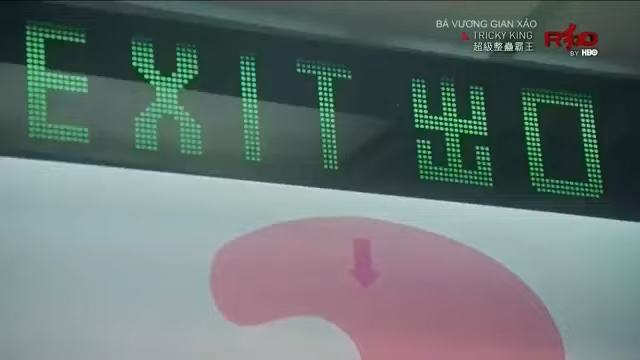 BÁ VƯƠNG GIAN XẢO
TRICKY KING
超級整蠱霸王
RED
BY HBO
EXIT 出口